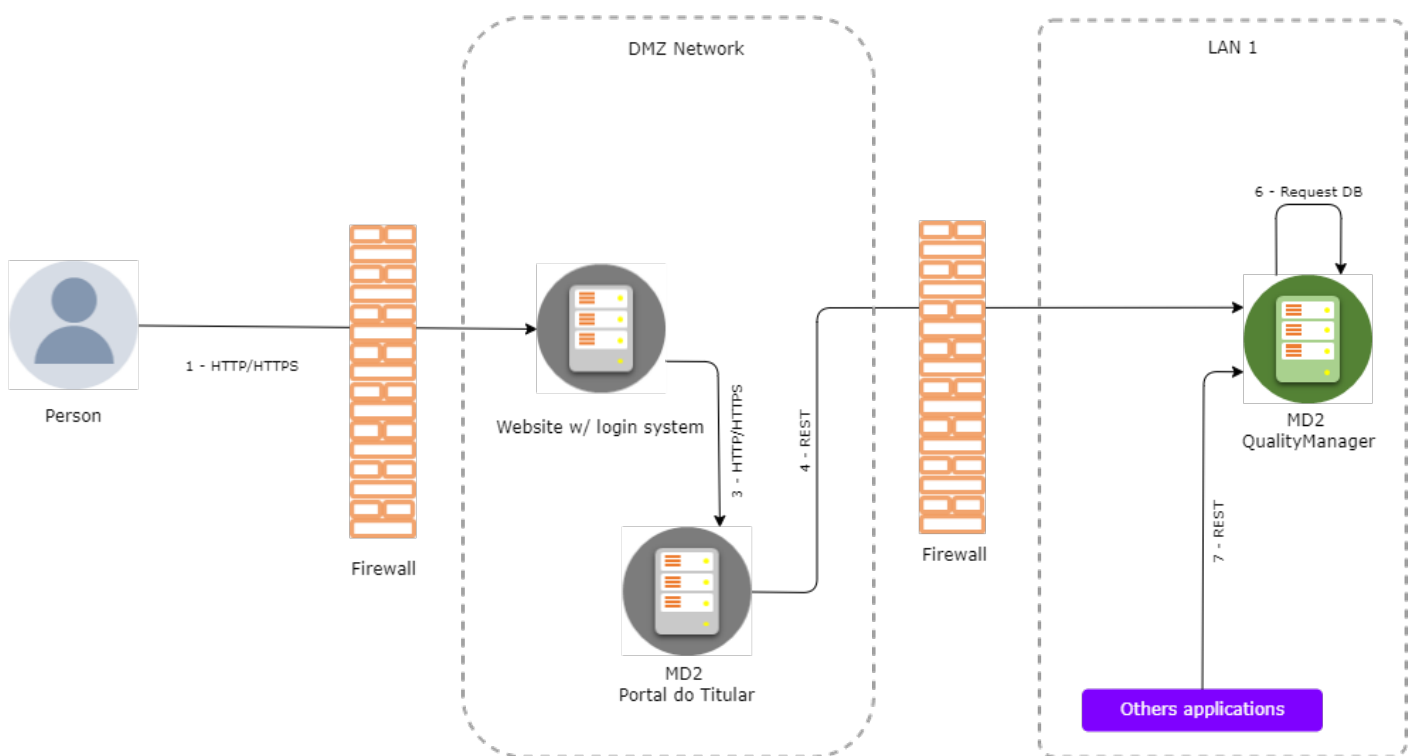 DMZ Network
LAN 1
6 - Request DB
1 - HTTP/HTTPS
Person
Website w/ login system
3 - HTTP/HTTPS
4 - REST
MD2
QualityManager
7 - REST
Firewall
Firewall
MD2
Portal do Titular
Others applications